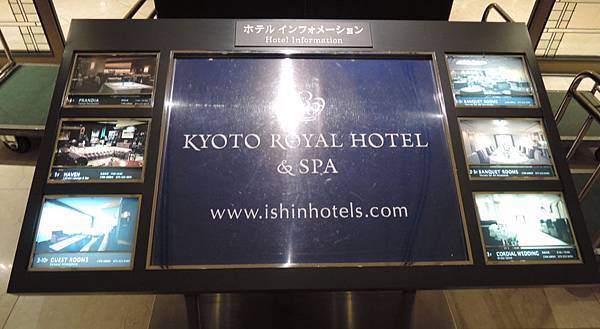 ホテル インフォメーション
Hotel Information
KYOTO ROYAL HOTEL
& SPA
www.ishinhotels.com
PRANDIA
HAVEN
GUEST ROOMS
BANQUET ROOMS
BANQUET ROOMS
CORDIAL WEDDING